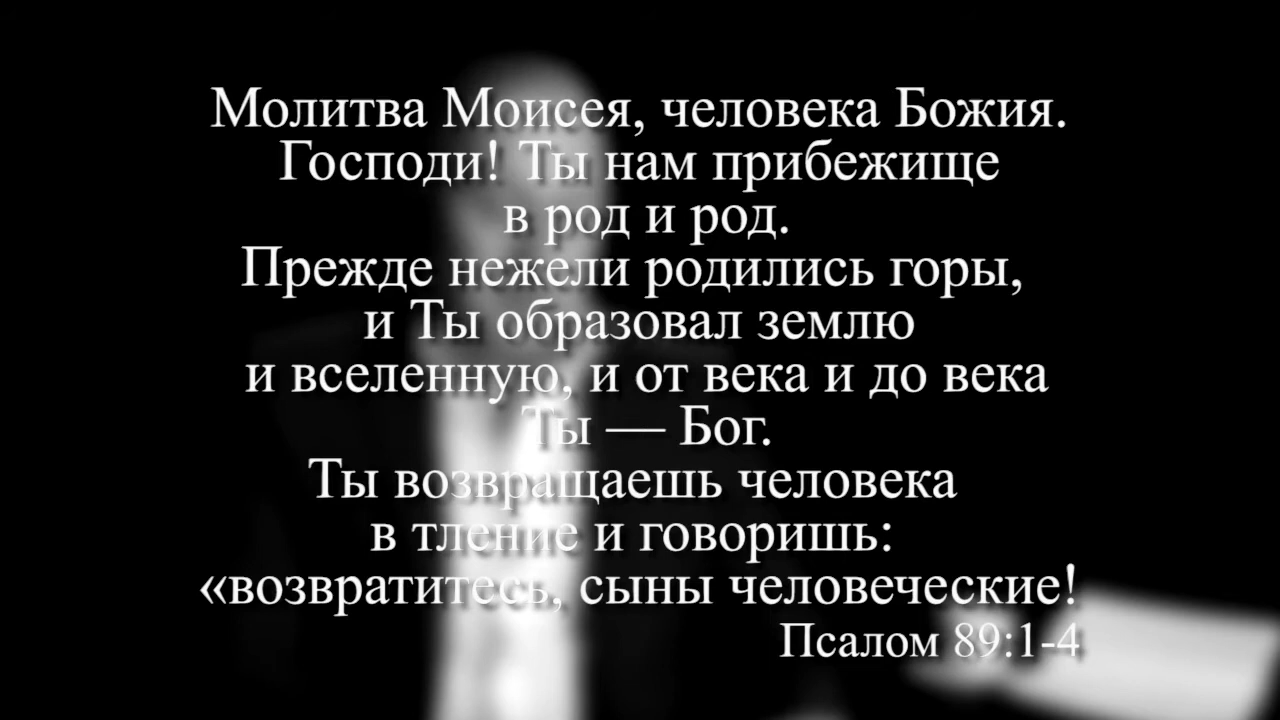 Молитва Моисея, человека Божия.
Господи! Ты нам прибежище
в род и род.
Прежде нежели родились горы,
и Ты образовал землю
и вселенную, и от века и до века
Ты — Бог.
Ты возвращаешь человека
в тление и говоришь:
«возвратитесь, сыны человеческие!
Псалом 89:1-4